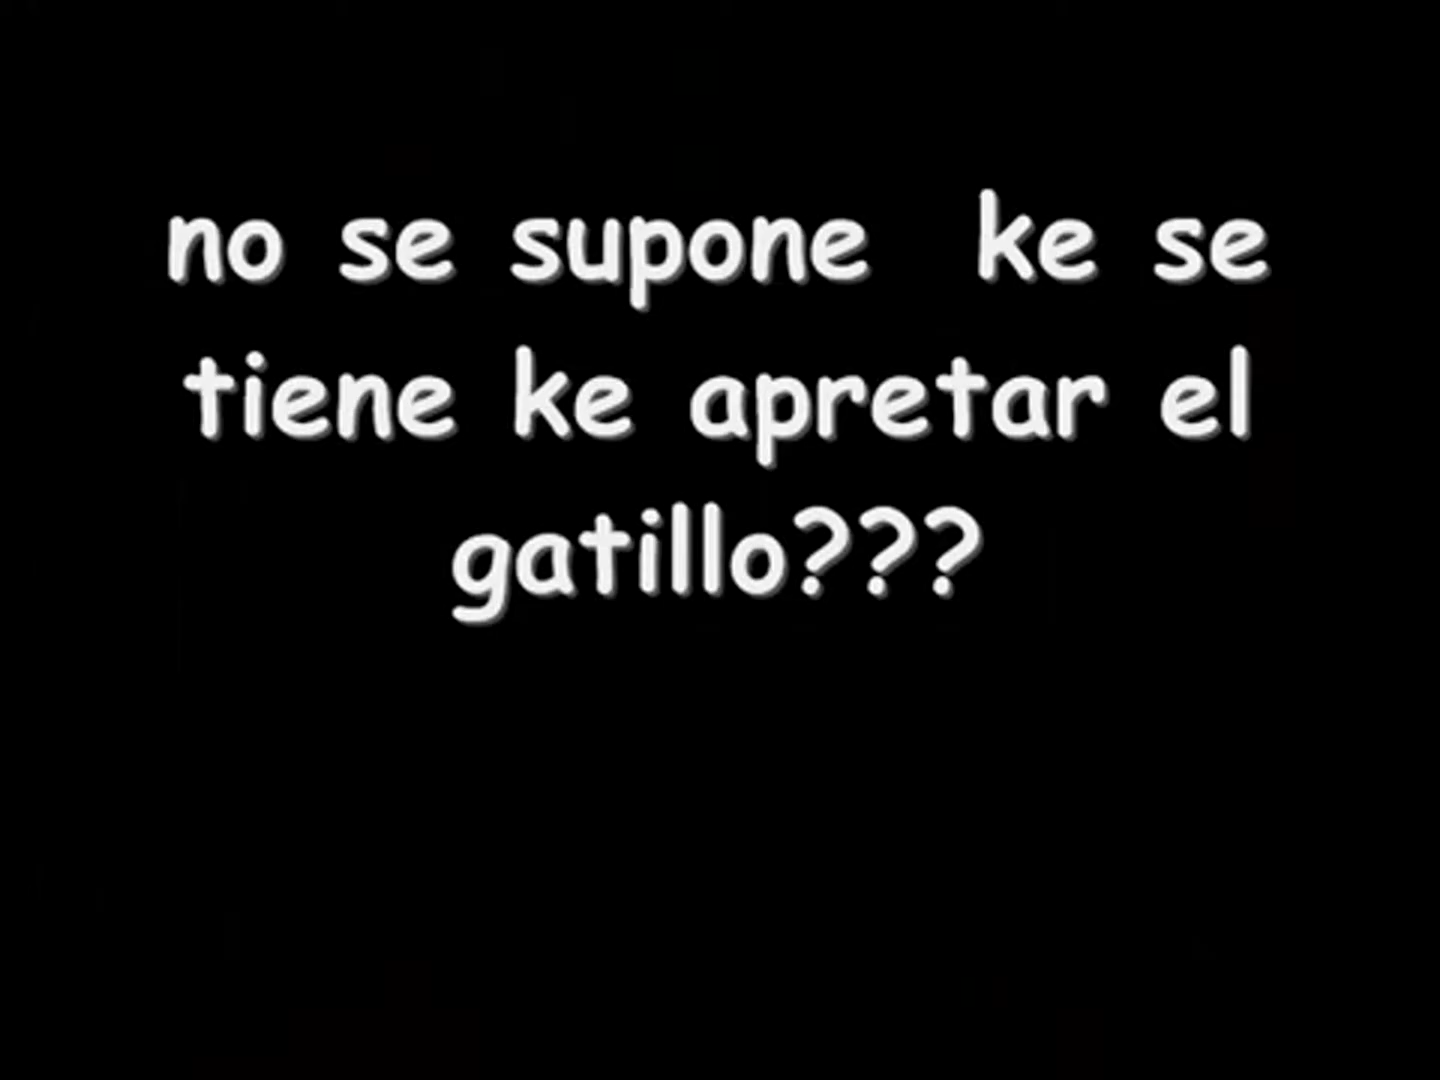 no se supone ke se
tiene ke apretar el
gatillo???